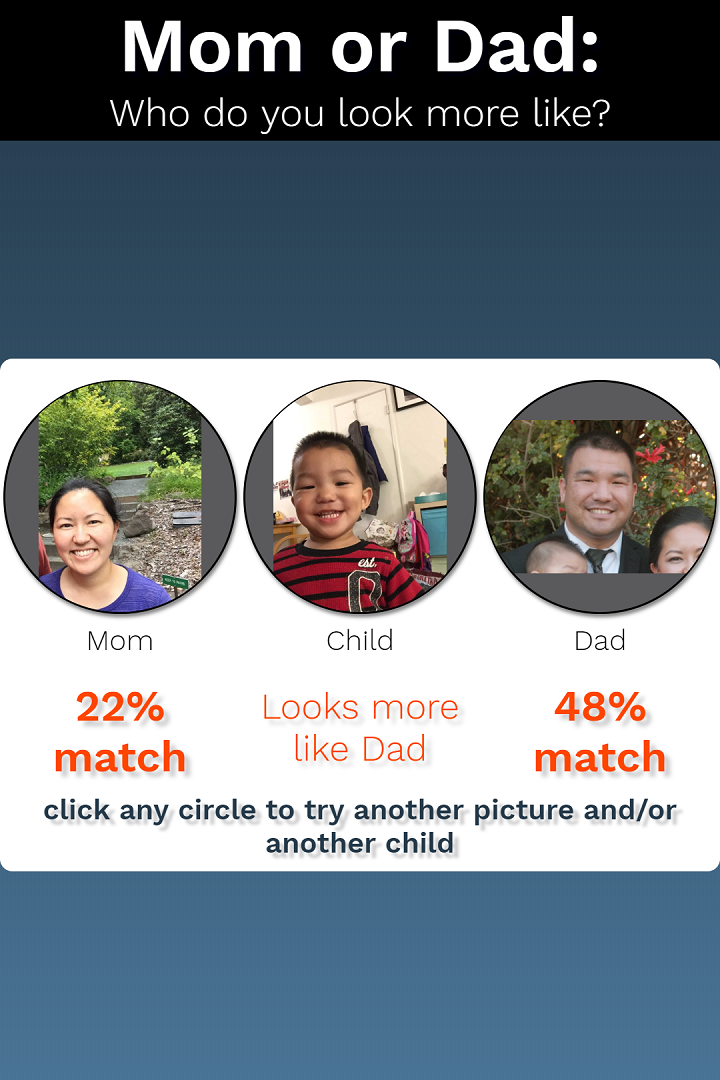 Mom or Dad:
Who do you look more like?
est.
Mom
Child
Dad
22%
match
Looks more
like Dad
48%
match
click any circle to try another picture and/or
another child